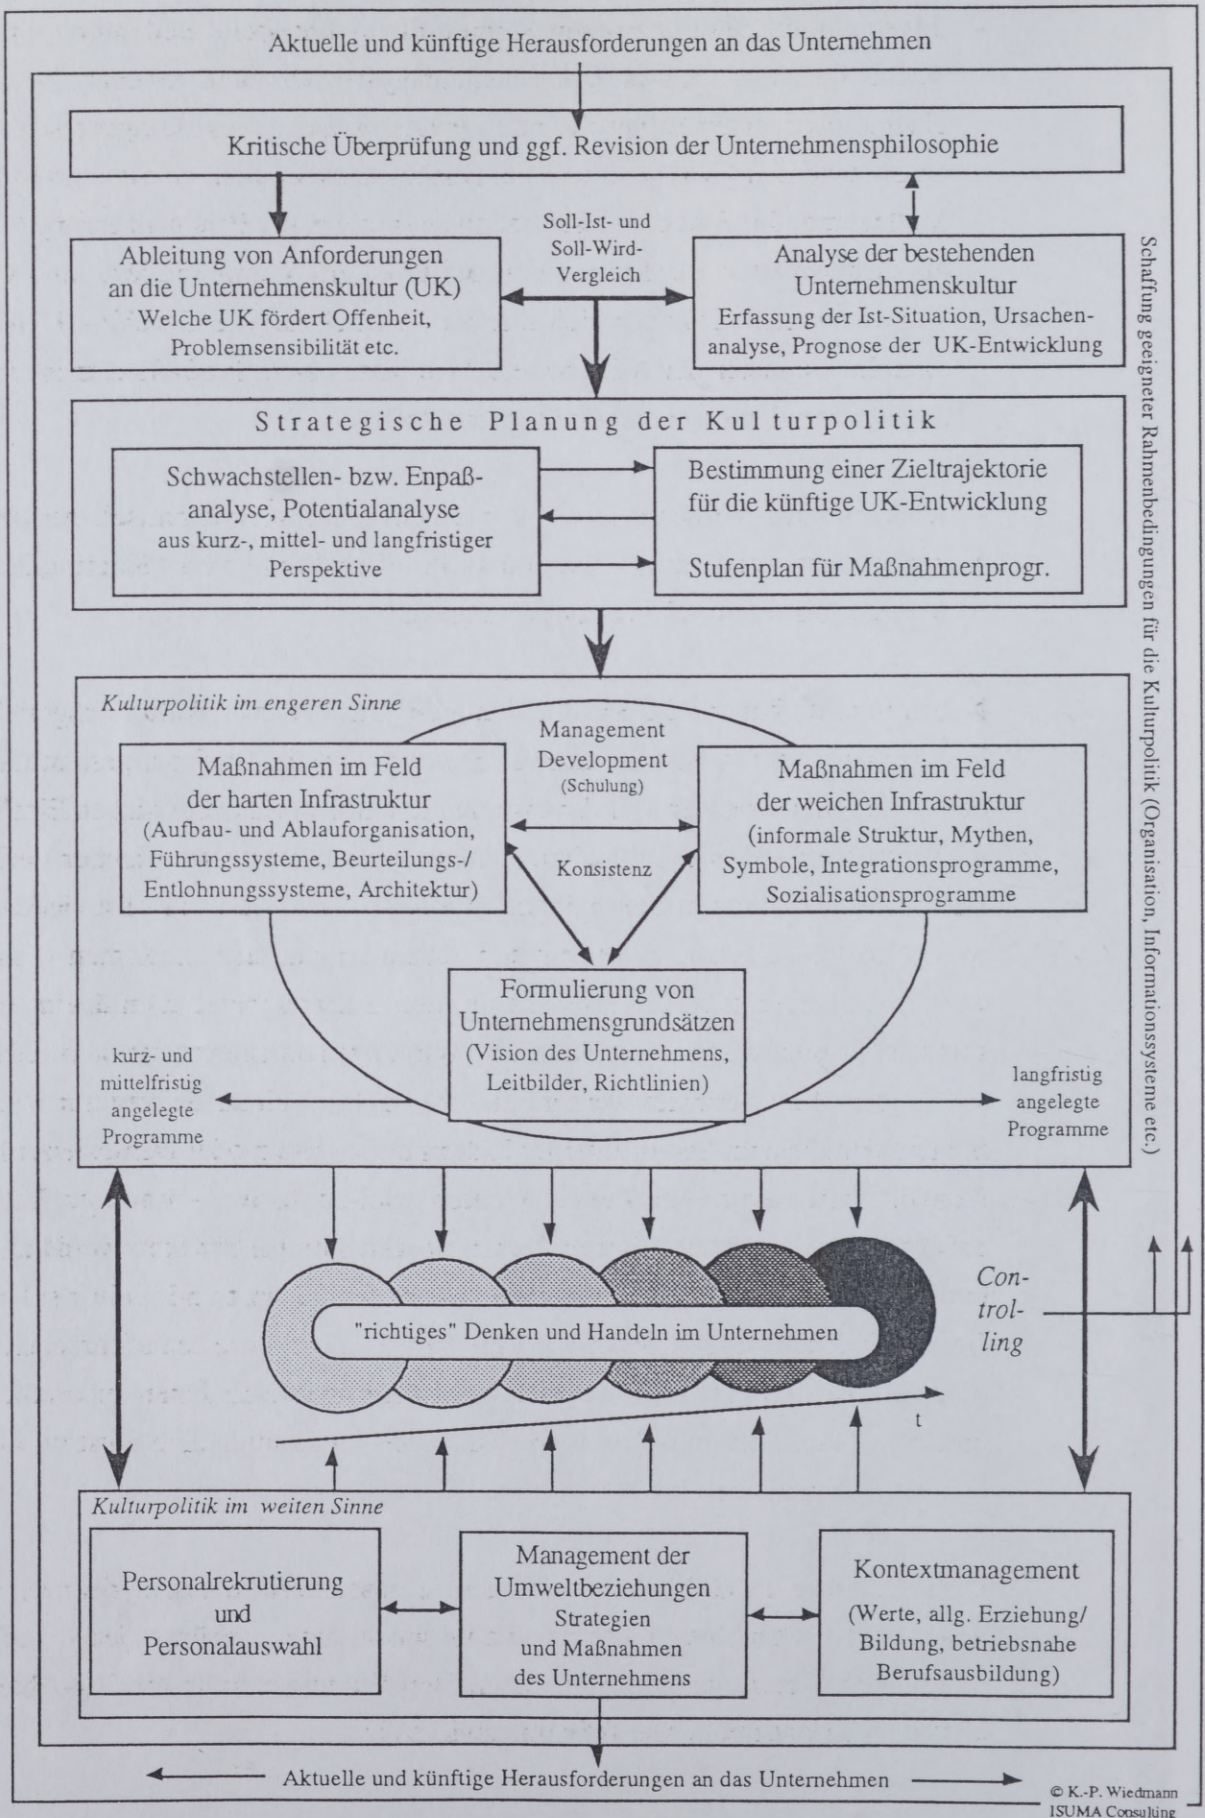 Aktuelle und künftige Herausforderungen an das Unternehmen
Kritische Überprüfung und ggf. Revision der Unternehmensphilosophie
Ableitung von Anforderungen
an die Unternehmenskultur (UK)
Welche UK fördert Offenheit,
Problemsensibilität etc.
Soll-Ist- und
Soll-Wird-
Vergleich
Analyse der bestehenden
Unternehmenskultur
Erfassung der Ist-Situation, Ursachen-
analyse, Prognose der UK-Entwicklung
Strategische Planung der Kulturpolitik
Schwachstellen- bzw. Enpaß-
analyse, Potentialanalyse
aus kurz-, mittel- und langfristiger
Perspektive
Bestimmung einer Zieltrajektorie
für die künftige UK-Entwicklung
Stufenplan für Maßnahmenprogr.
Schaffung geeigneter Rahmenbedingungen für die Kulturpolitik (Organisation, Informationssysteme etc.)
Kulturpolitik im engeren Sinne
Management
Development
(Schulung)
Maßnahmen im Feld
der harten Infrastruktur
(Aufbau- und Ablauforganisation,
Führungssysteme, Beurteilungs-/
Entlohnungssysteme, Architektur)
Konsistenz
Maßnahmen im Feld
der weichen Infrastruktur
(informale Struktur, Mythen,
Symbole, Integrationsprogramme,
Sozialisationsprogramme
Formulierung von
Unternehmensgrundsätzen
(Vision des Unternehmens,
Leitbilder, Richtlinien)
kurz- und
mittelfristig
angelegte
Programme
langfristig
angelegte
Programme
"richtiges" Denken und Handeln im Unternehmen
t
Con-
trol-
ling
Kulturpolitik im weiten Sinne
Personalrekrutierung
und
Personalauswahl
Management der
Umweltbeziehungen
Strategien
und Maßnahmen
des Unternehmens
Kontextmanagement
(Werte, allg. Erziehung/
Bildung, betriebsnahe
Berufsausbildung)
Aktuelle und künftige Herausforderungen an das Unternehmen
© K.-P. Wiedmann
ISUMA Consulting